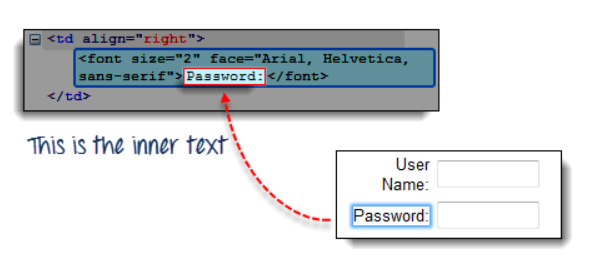 <td align="right">
<font size="2" face="Arial, Helvetica,
sans-serif">Password:</font>
</td>
This is the inner text
User
Name:
Password: